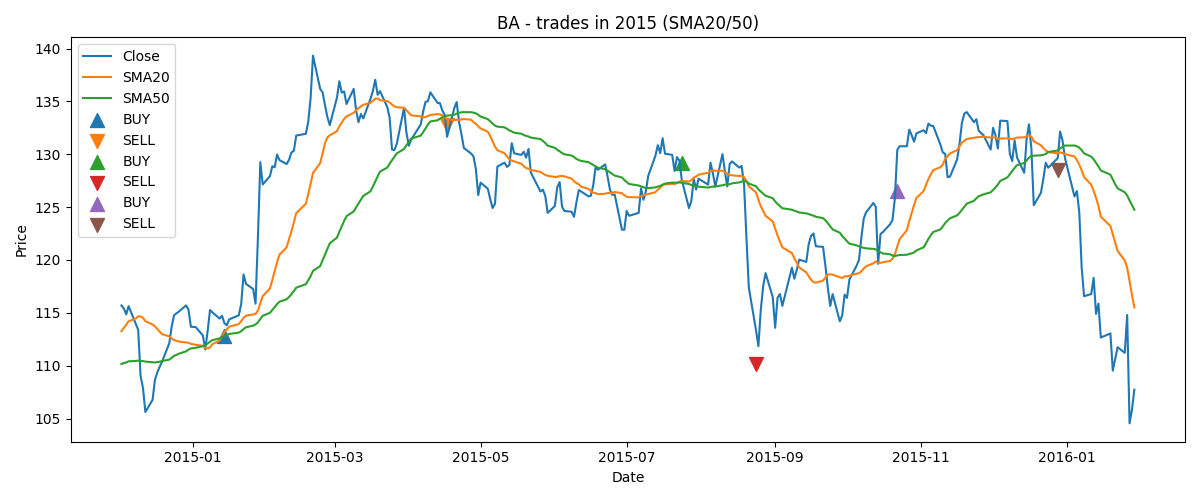 BA - trades in 2015 (SMA20/50)
140
135
130
125
120
115
110
105
Price
Close
SMA20
SMA50
BUY
SELL
BUY
SELL
BUY
SELL
2015-01
2015-03
2015-05
2015-07
2015-09
2015-11
2016-01
Date